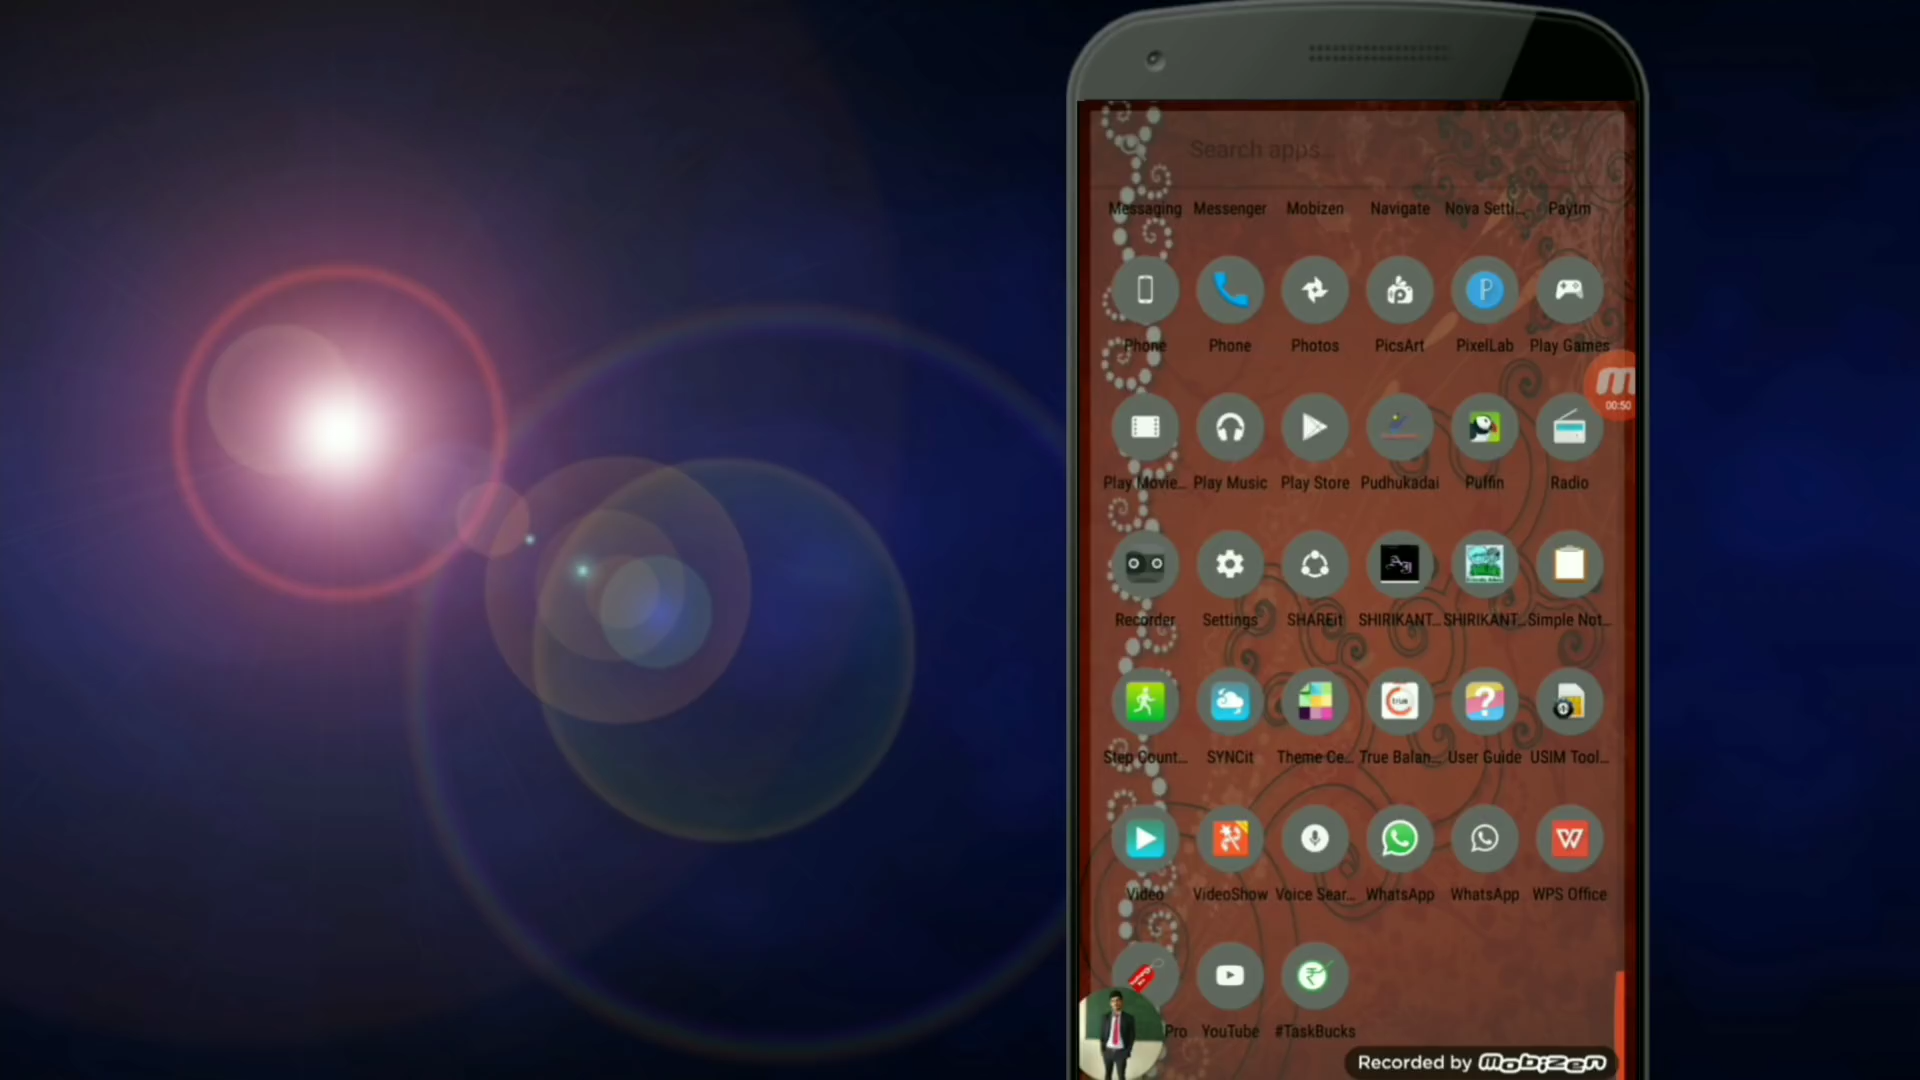 Search apps...
Messaging Messenger Mobizen Navigate Nova Setti... Paytm
Phone Phone Photos PicsArt PixelLab Play Games
00:50
Play Movie... Play Music Play Store Pudhukadai Puffin Radio
Recorder Settings SHAREit SHIRIKANT... SHIRIKANT... Simple Not...
true
Step Count... SYNCit Theme Ce... True Balan... User Guide USIM Tool...
Video VideoShow Voice Sear... WhatsApp WhatsApp WPS Office
Pro YouTube #TaskBucks
Recorded by mobizen